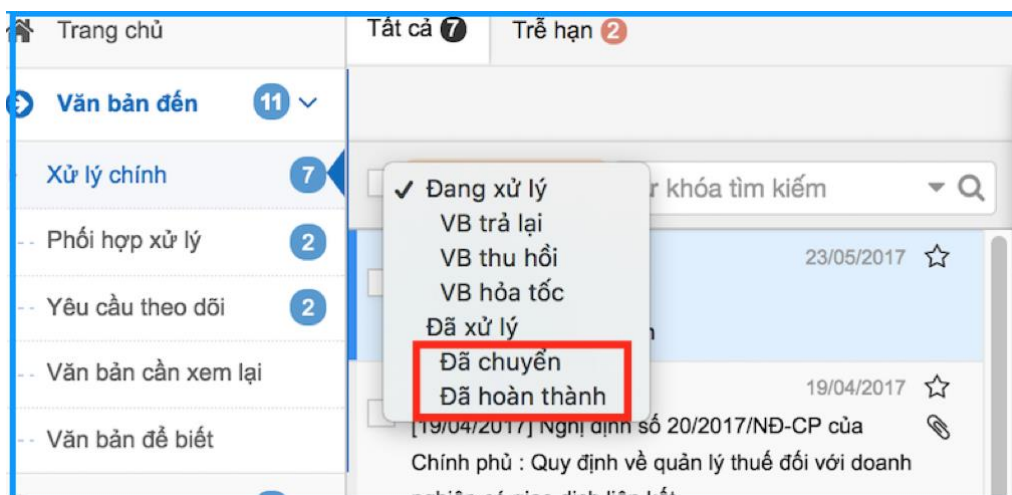 Trang chủ
Tất cả 7
Trễ hạn 2
Văn bản đến 11
Xử lý chính 7
Phối hợp xử lý 2
Yêu cầu theo dõi 2
Văn bản cần xem lại
Văn bản để biết
Đang xử lý
VB trả lại
VB thu hồi
VB hỏa tốc
Đã xử lý
Đã chuyển
Đã hoàn thành
khóa tìm kiếm
23/05/2017
19/04/2017
[19/04/2017] Nghị định số 20/2017/NĐ-CP của
Chính phủ : Quy định về quản lý thuế đối với doanh